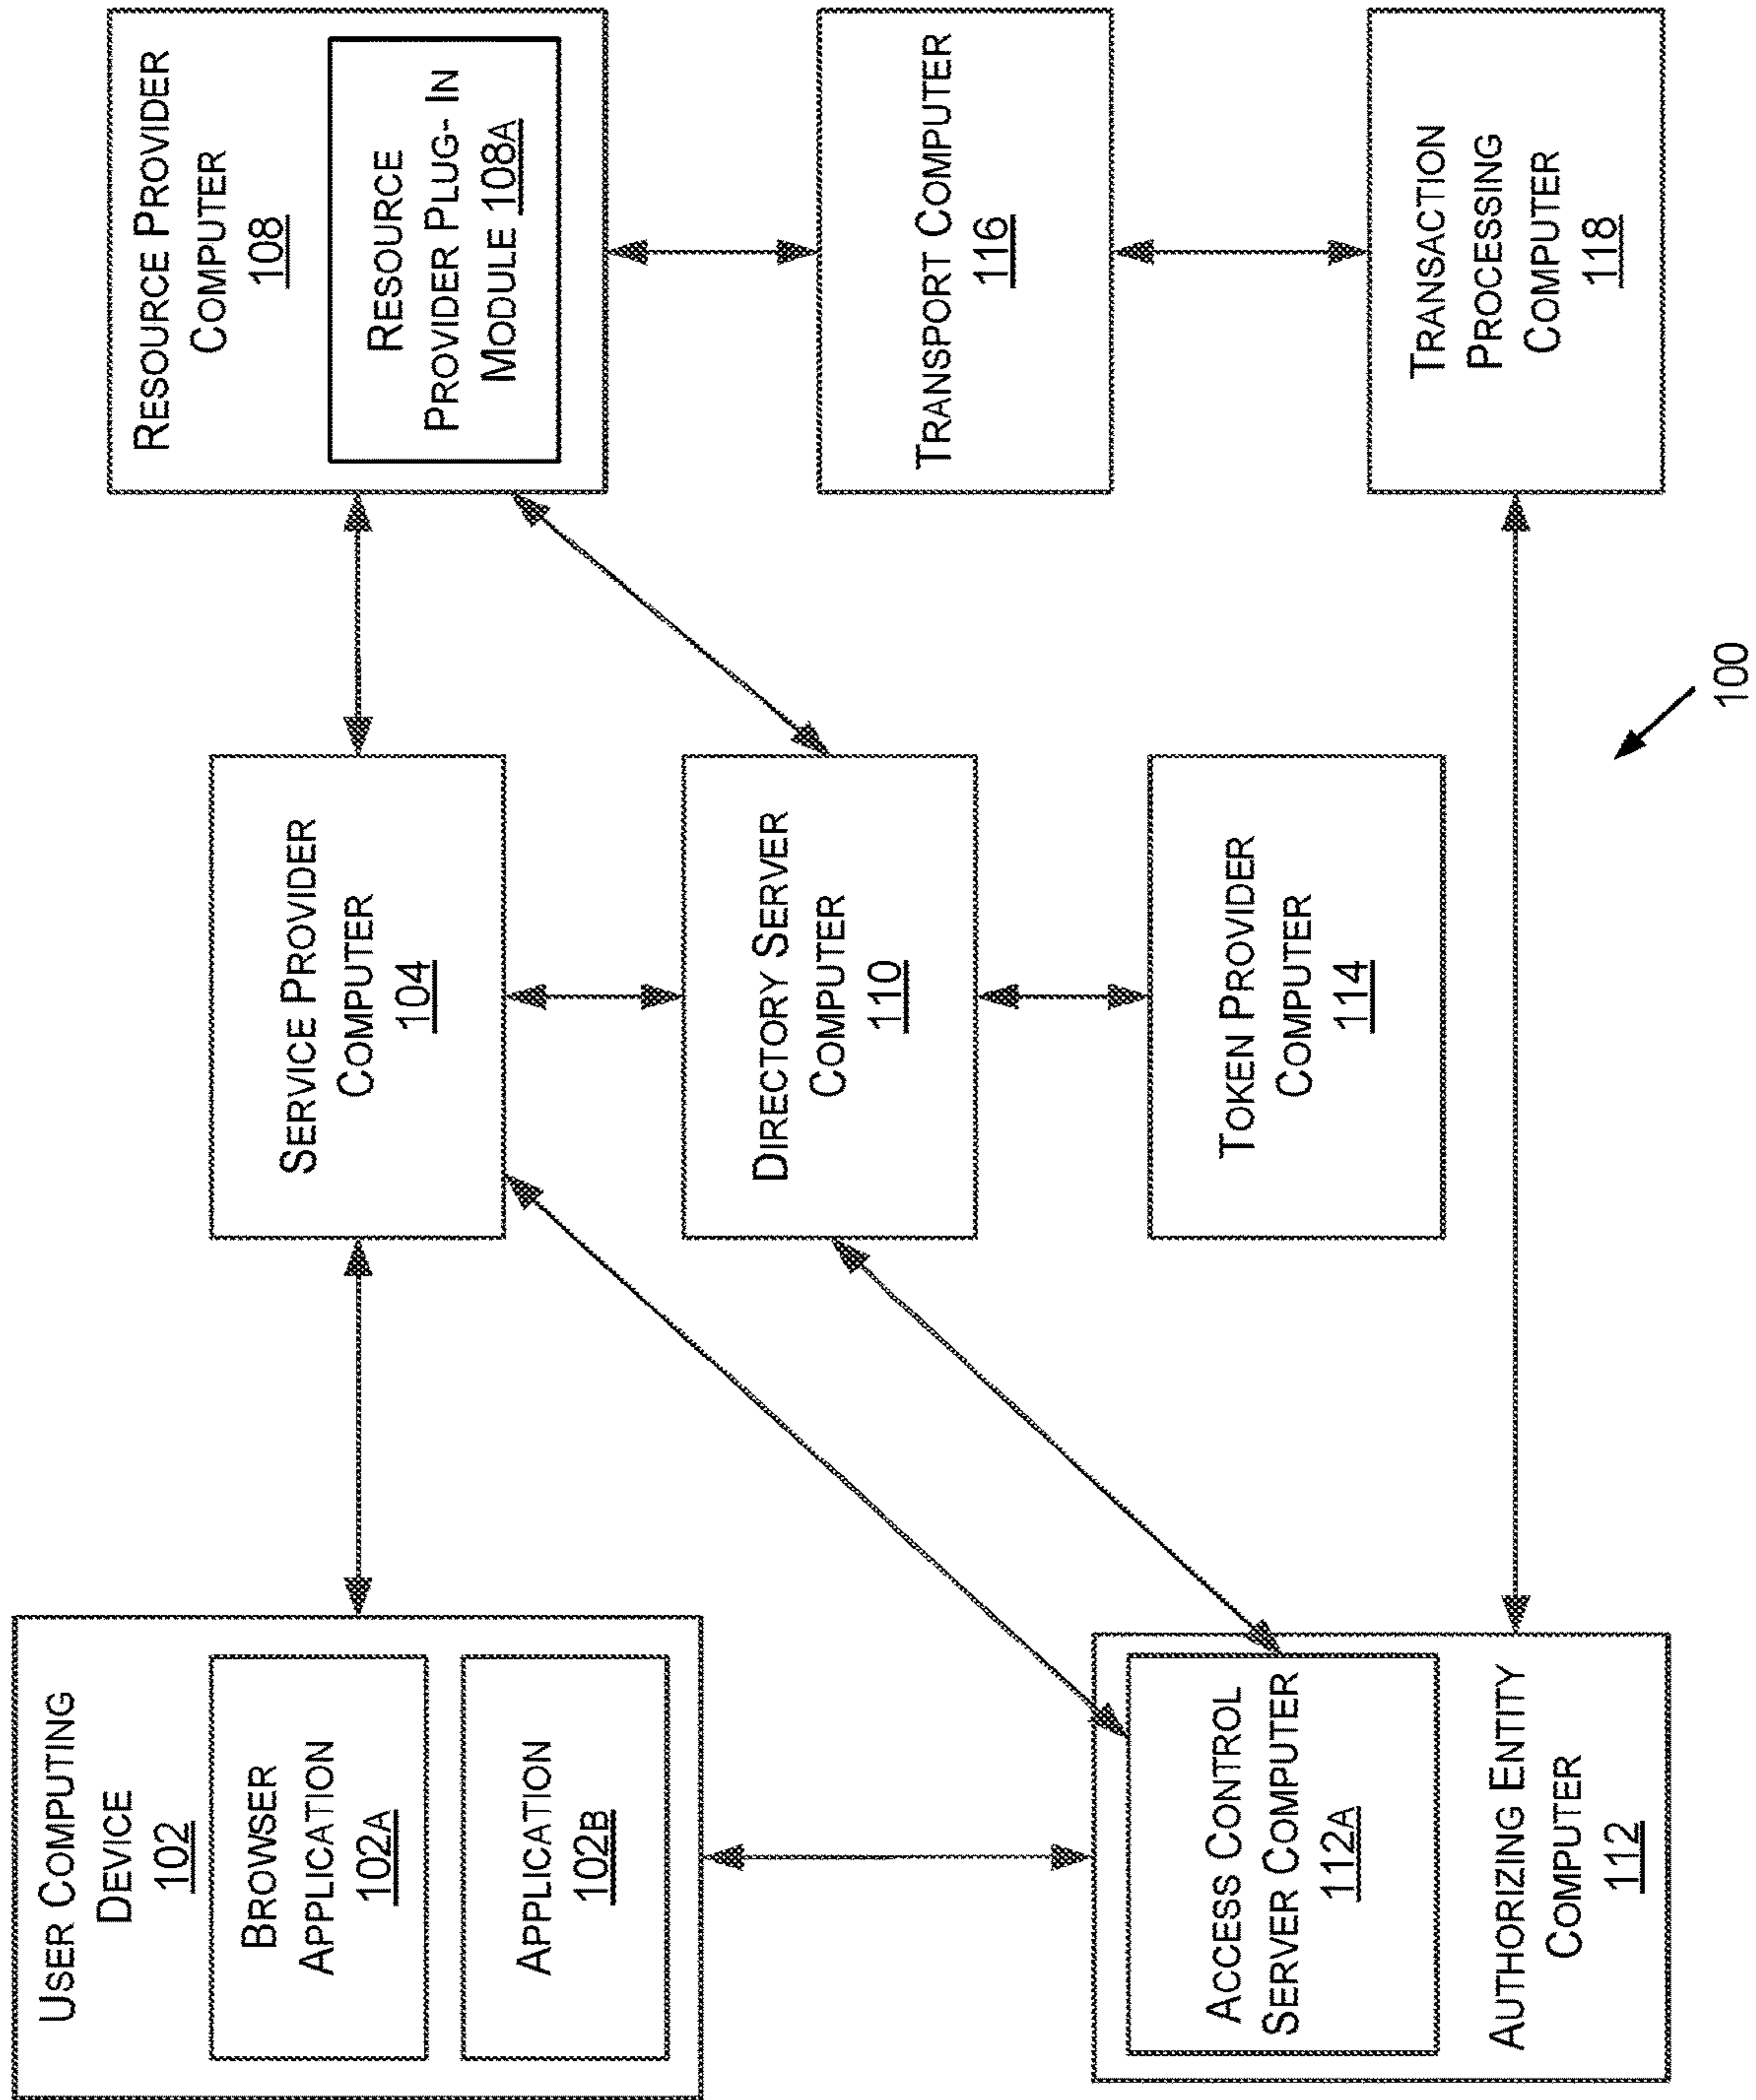 USER COMPUTING
DEVICE
102
BROWSER
APPLICATION
102A
APPLICATION
102B
SERVICE PROVIDER
COMPUTER
104
RESOURCE PROVIDER
COMPUTER
108
RESOURCE
PROVIDER PLUG- IN
MODULE 108A
DIRECTORY SERVER
COMPUTER
110
TRANSPORT COMPUTER
116
ACCESS CONTROL
SERVER COMPUTER
112A
AUTHORIZING ENTITY
COMPUTER
112
TOKEN PROVIDER
COMPUTER
114
TRANSACTION
PROCESSING
COMPUTER
118
100